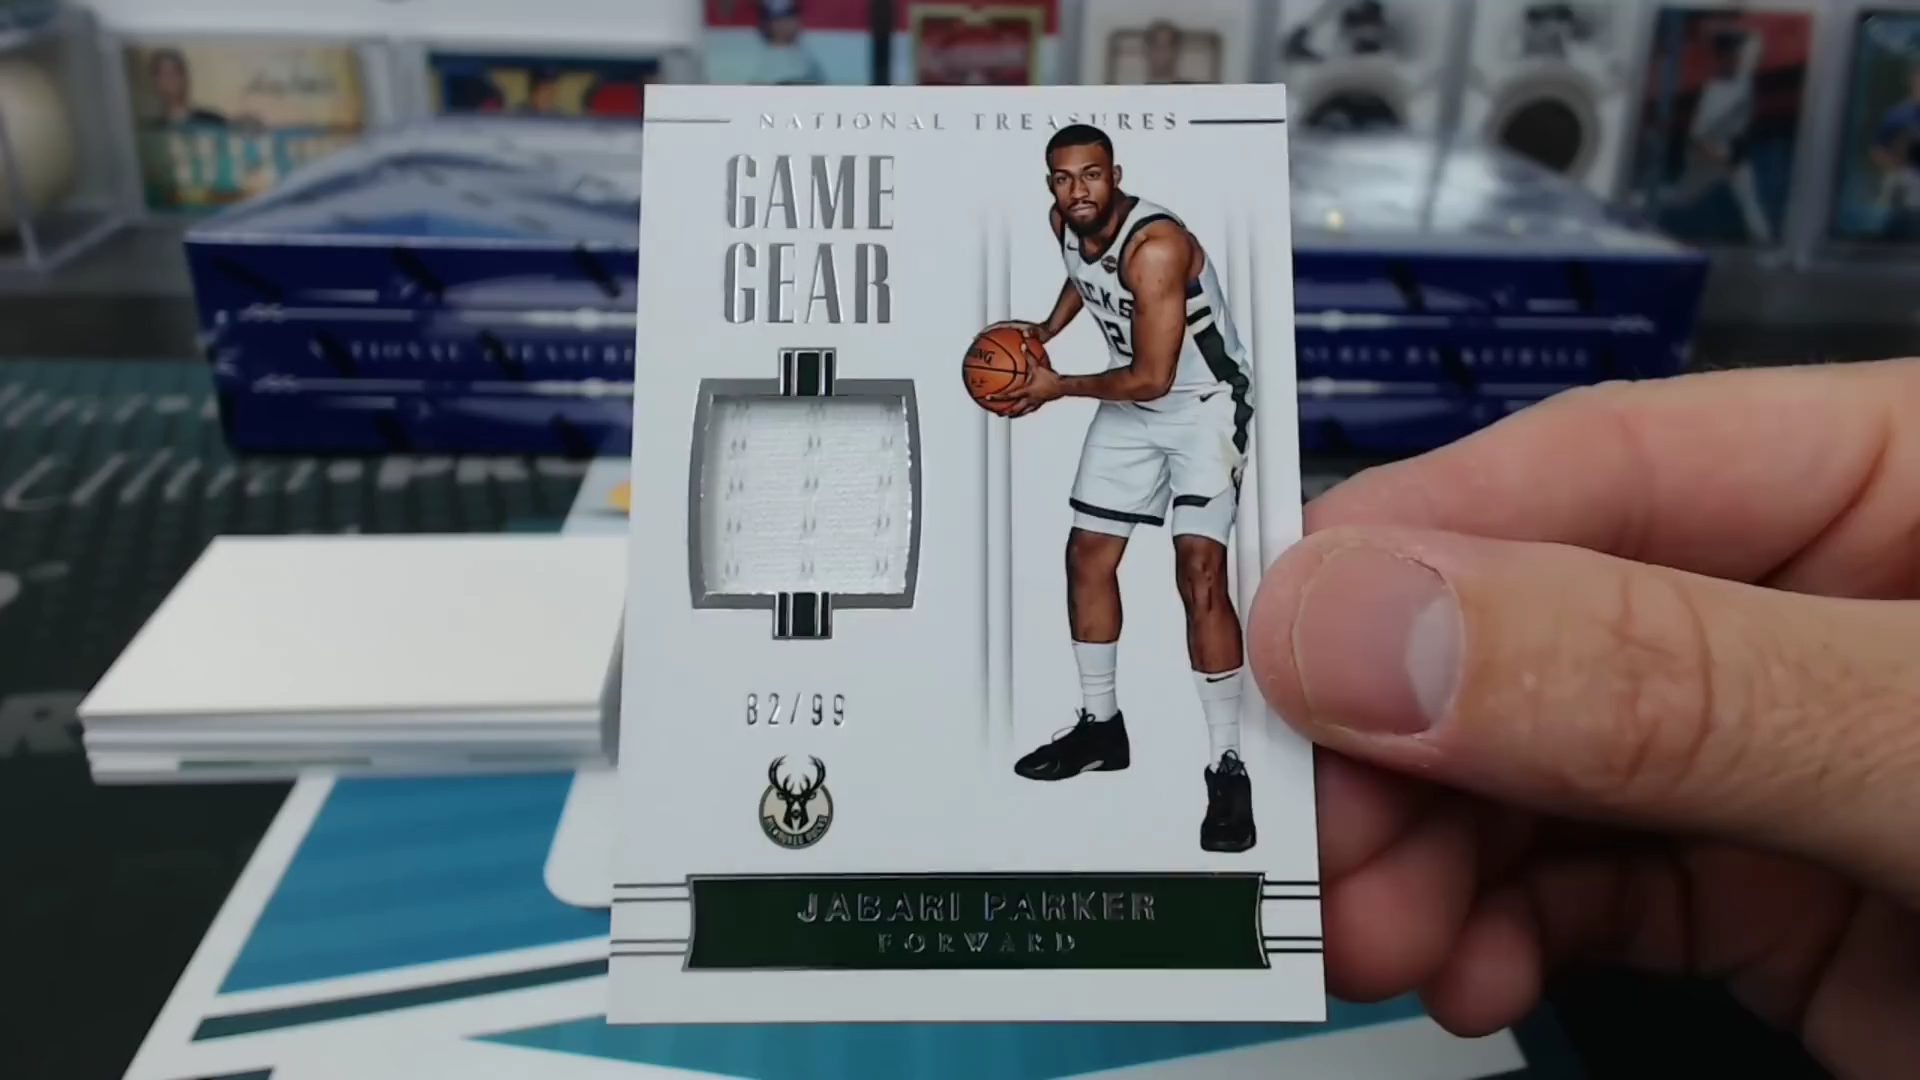 NATIONAL TREASURES
GAME
GEAR
82/99
JABARI PARKER
FORWARD